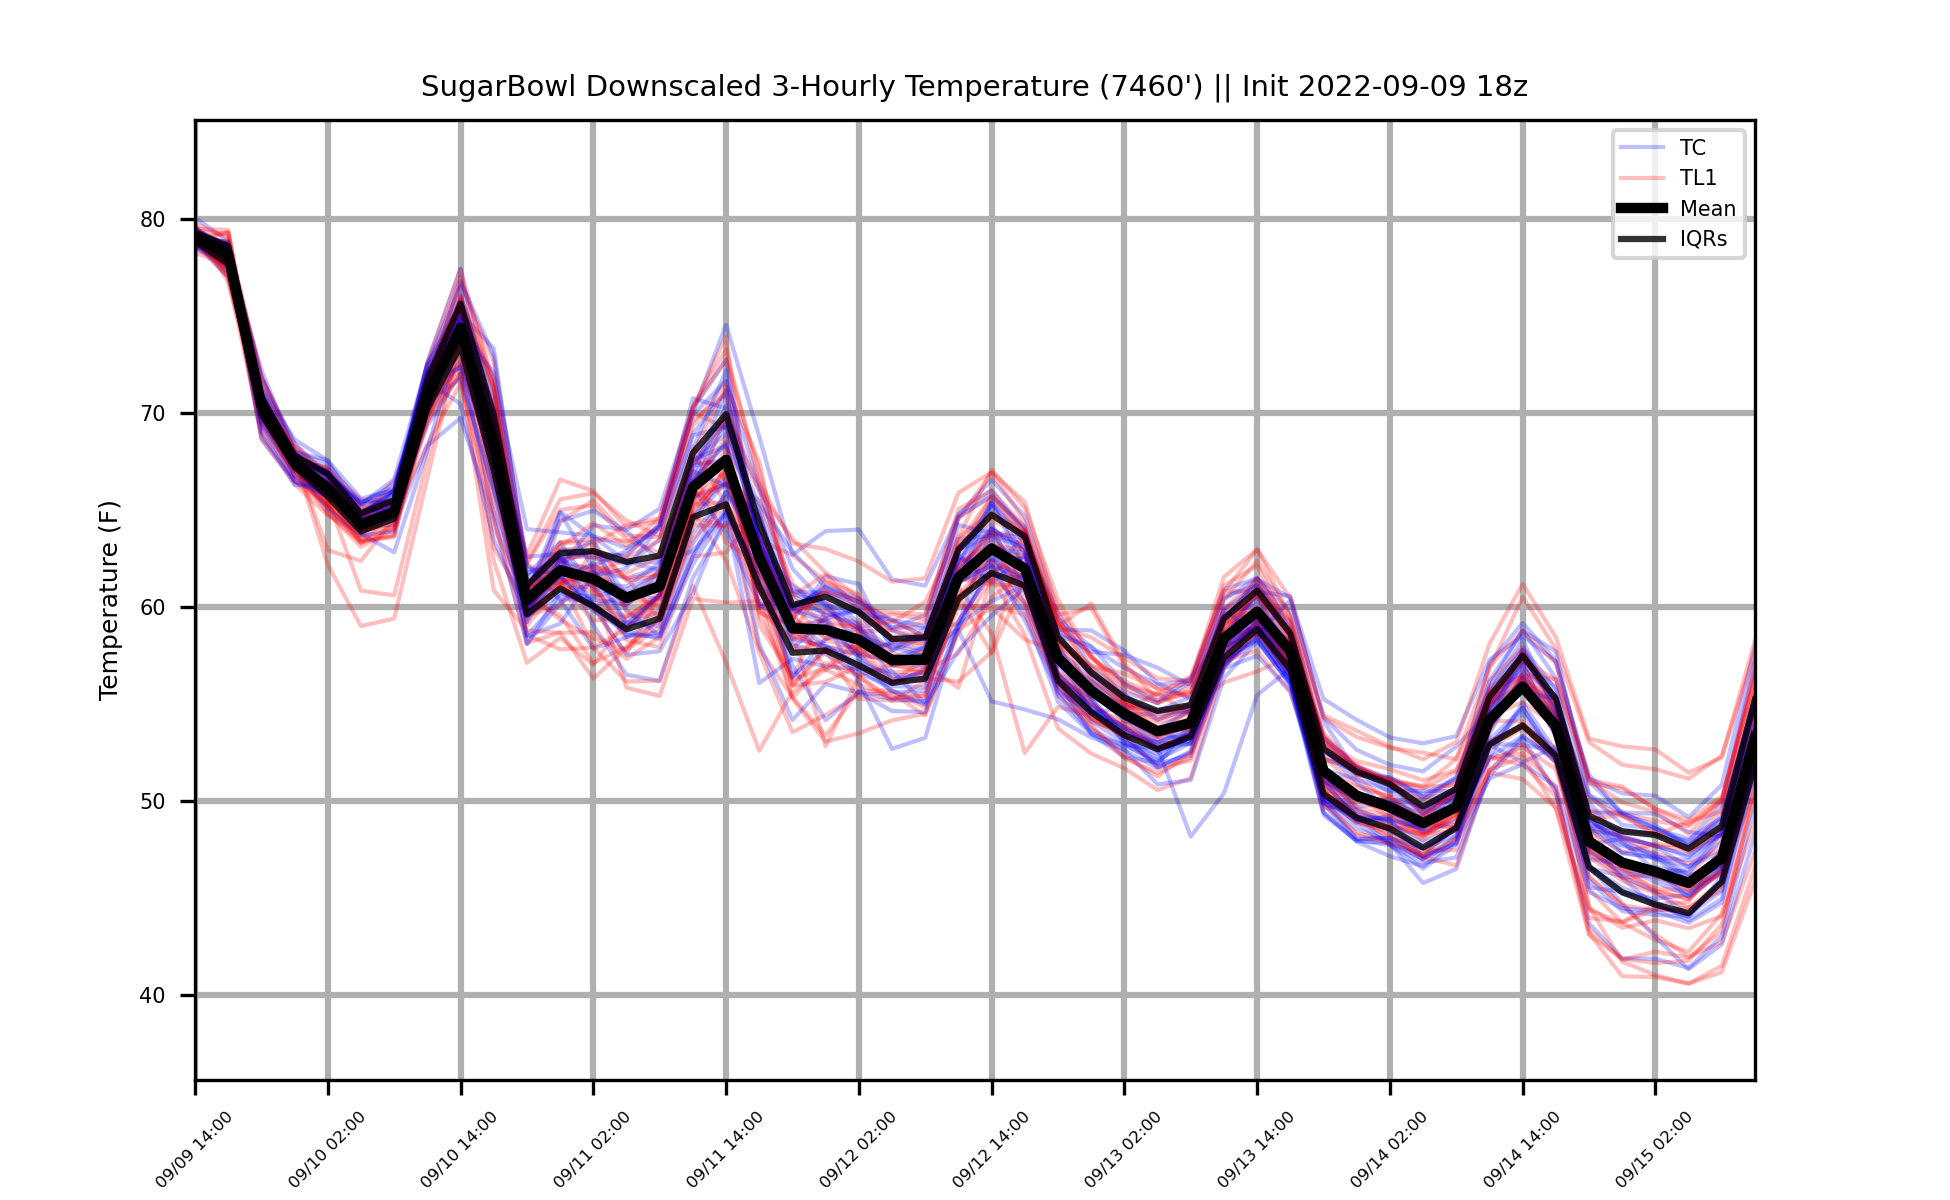 SugarBowl Downscaled 3-Hourly Temperature (7460') || Init 2022-09-09 18z
TC
TL1
Mean
IQRs
Temperature (F)
80
70
60
50
40
09/09 14:00
09/10 02:00
09/10 14:00
09/11 02:00
09/11 14:00
09/12 02:00
09/12 14:00
09/13 02:00
09/13 14:00
09/14 02:00
09/14 14:00
09/15 02:00